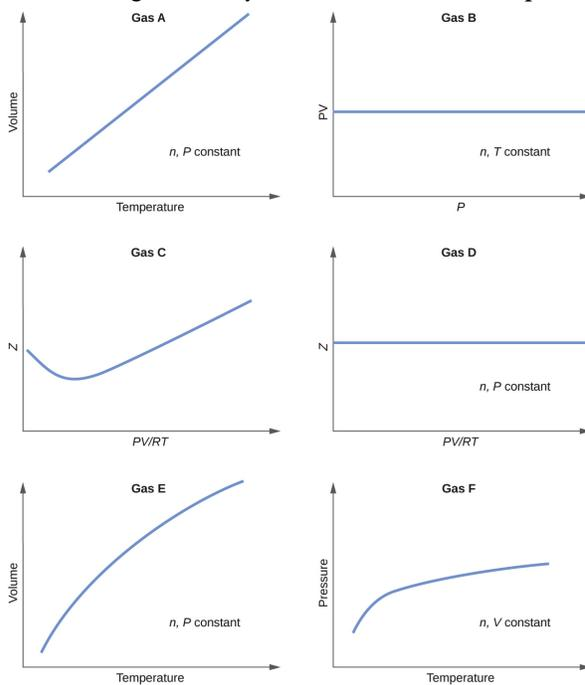 Gas A
Volume
n, P constant
Temperature
Gas B
PV
n, T constant
P
Gas C
Z
PV/RT
Gas D
Z
n, P constant
PV/RT
Gas E
Volume
n, P constant
Temperature
Gas F
Pressure
n, V constant
Temperature